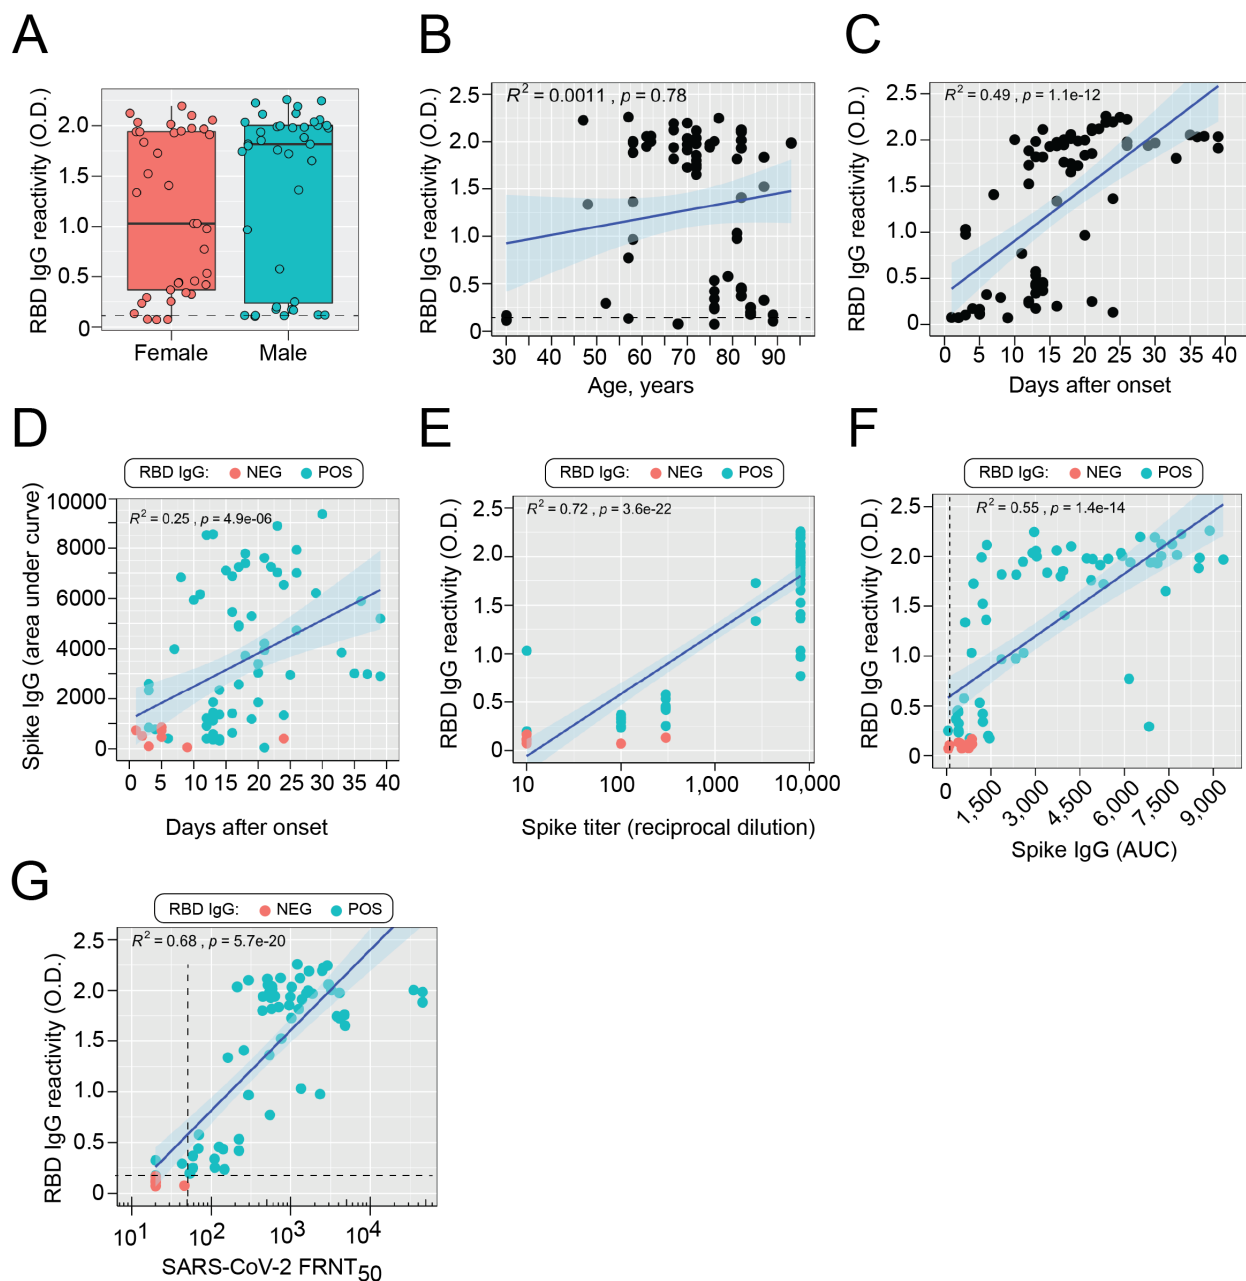 A
RBD IgG reactivity (O.D.)
2.0
1.5
1.0
0.5
0
Female Male
B
R² = 0.0011 , p = 0.78
RBD IgG reactivity (O.D.)
2.5
2.0
1.5
1.0
0.5
0
30 40 50 60 70 80 90
Age, years
C
R² = 0.49 , p = 1.1e-12
RBD IgG reactivity (O.D.)
2.5
2.0
1.5
1.0
0.5
0
0 5 10 15 20 25 30 35 40
Days after onset
D
RBD IgG: NEG POS
R² = 0.25 , p = 4.9e-06
Spike IgG (area under curve)
10000
8000
6000
4000
2000
0
0 5 10 15 20 25 30 35 40
Days after onset
E
RBD IgG: NEG POS
R² = 0.72 , p = 3.6e-22
RBD IgG reactivity (O.D.)
2.5
2.0
1.5
1.0
0.5
0
10 100 1,000 10,000
Spike titer (reciprocal dilution)
F
RBD IgG: NEG POS
R² = 0.55 , p = 1.4e-14
RBD IgG reactivity (O.D.)
2.5
2.0
1.5
1.0
0.5
0
0 1,500 3,000 4,500 6,000 7,500 9,000
Spike IgG (AUC)
G
RBD IgG: NEG POS
R² = 0.68 , p = 5.7e-20
RBD IgG reactivity (O.D.)
2.5
2.0
1.5
1.0
0.5
0
10¹ 10² 10³ 10⁴
SARS-CoV-2 FRNT₅₀